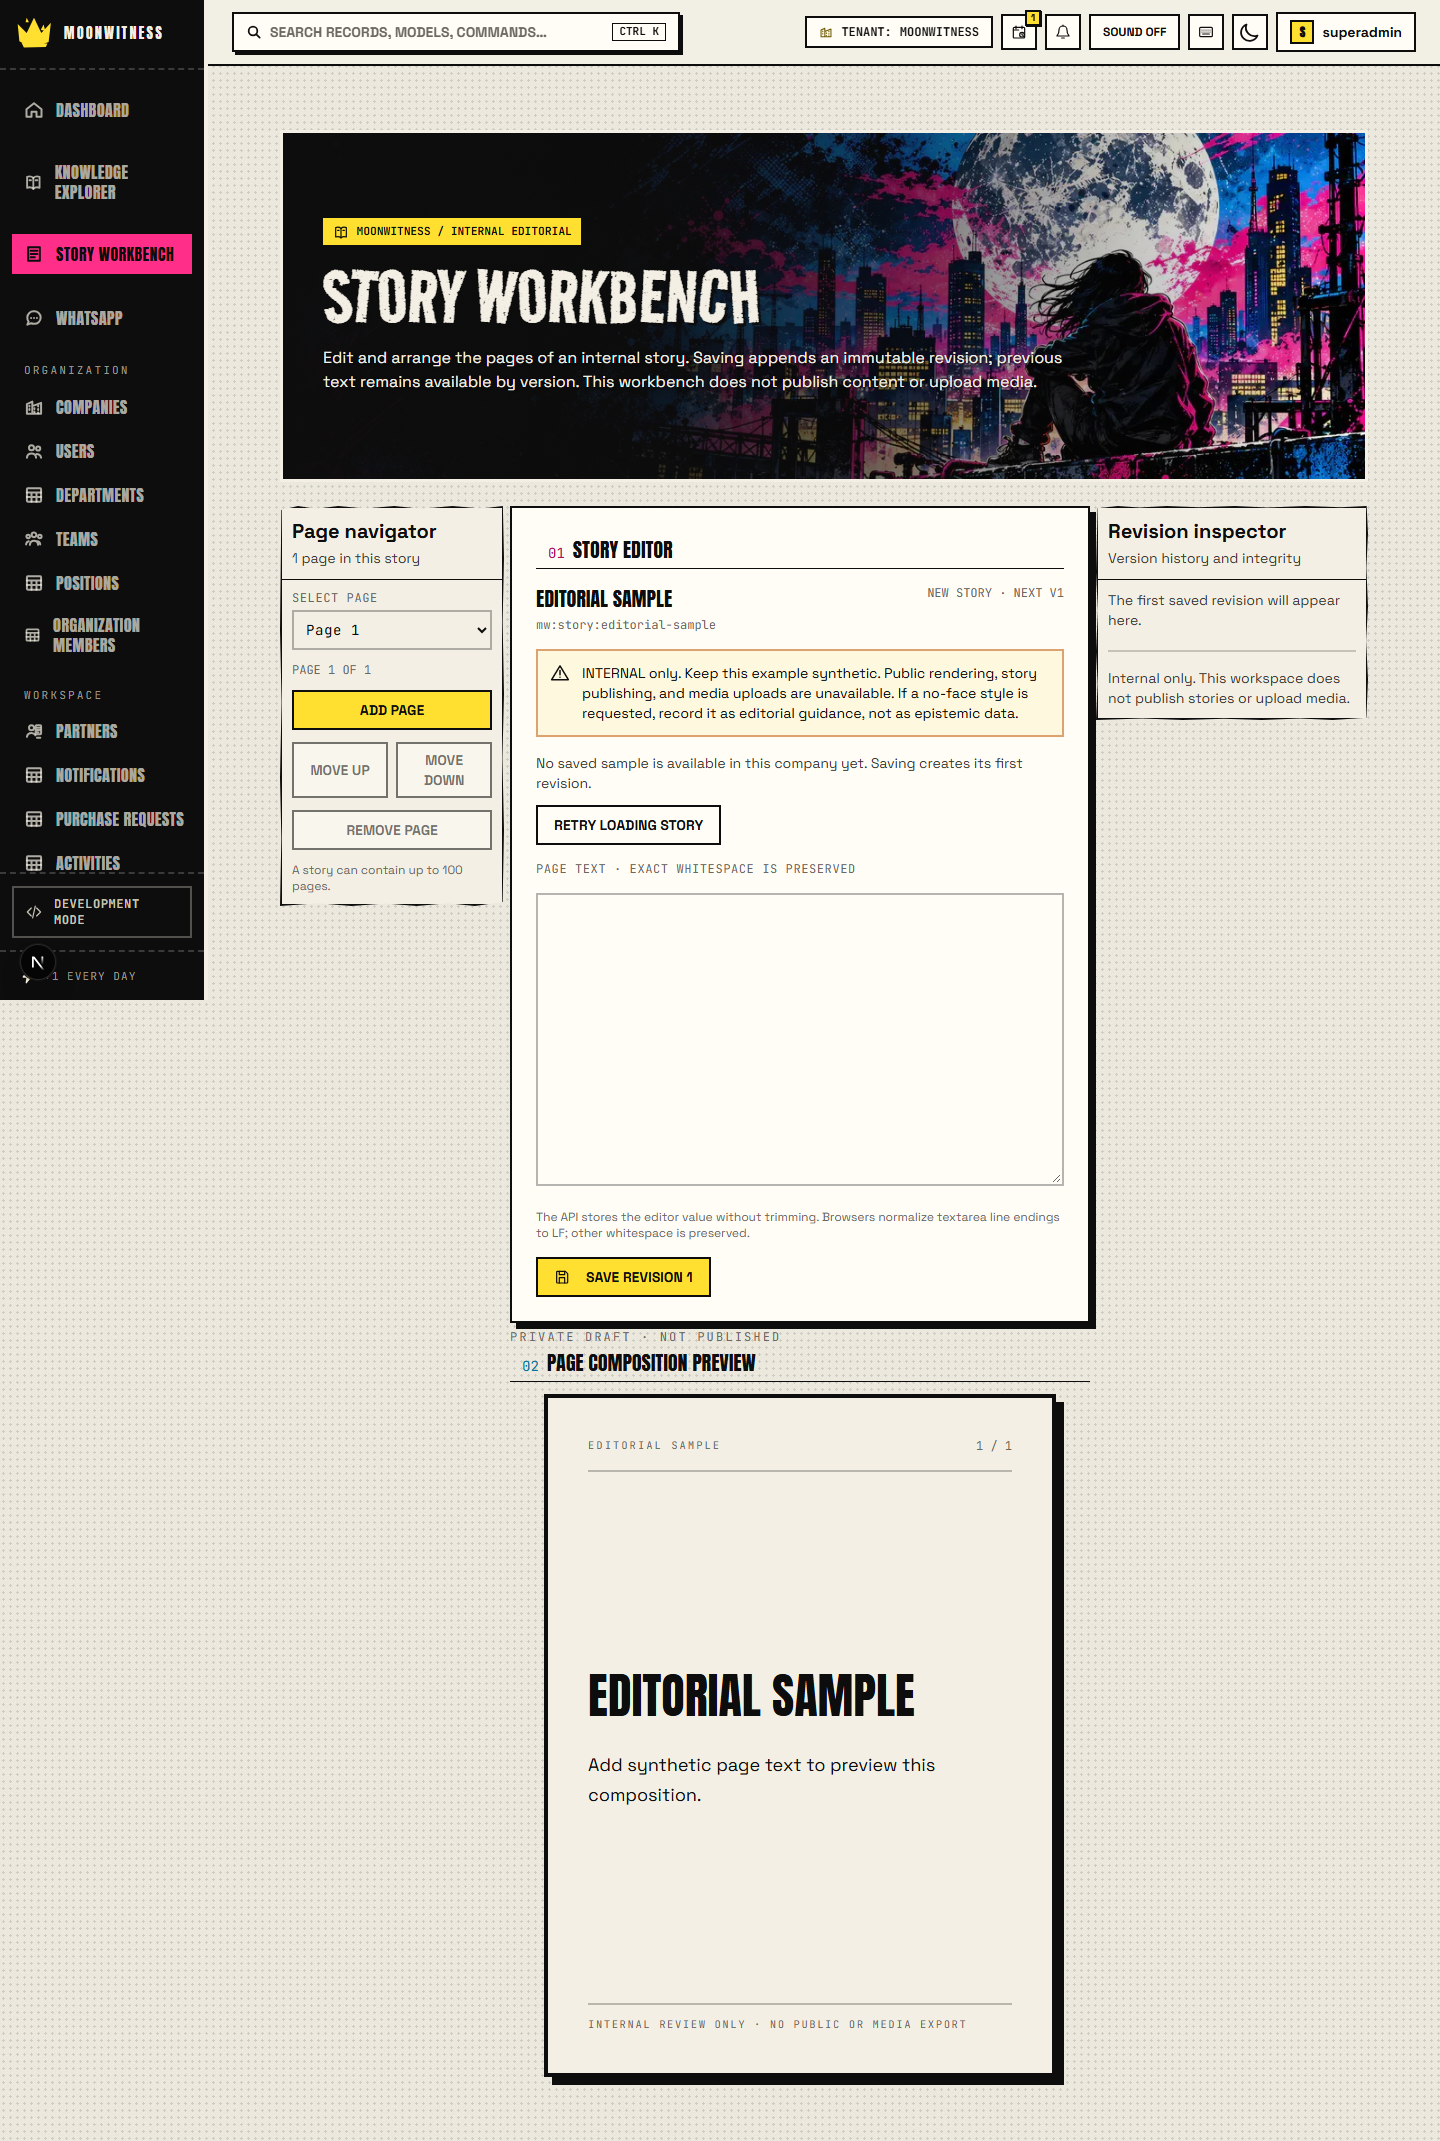 MOONWITNESS
SEARCH RECORDS, MODELS, COMMANDS...
CTRL K
TENANT: MOONWITNESS
1
SOUND OFF
$
superadmin
DASHBOARD
KNOWLEDGE
EXPLORER
STORY WORKBENCH
WHATSAPP
ORGANIZATION
COMPANIES
USERS
DEPARTMENTS
TEAMS
POSITIONS
ORGANIZATION
MEMBERS
WORKSPACE
PARTNERS
NOTIFICATIONS
PURCHASE REQUESTS
ACTIVITIES
DEVELOPMENT
MODE
N
1 EVERY DAY
MOONWITNESS / INTERNAL EDITORIAL
STORY WORKBENCH
Edit and arrange the pages of an internal story. Saving appends an immutable revision; previous
text remains available by version. This workbench does not publish content or upload media.
Page navigator
1 page in this story
SELECT PAGE
Page 1
PAGE 1 OF 1
ADD PAGE
MOVE UP
MOVE
DOWN
REMOVE PAGE
A story can contain up to 100
pages.
01 STORY EDITOR
EDITORIAL SAMPLE
NEW STORY · NEXT V1
mw:story:editorial-sample
INTERNAL only. Keep this example synthetic. Public rendering, story
publishing, and media uploads are unavailable. If a no-face style is
requested, record it as editorial guidance, not as epistemic data.
No saved sample is available in this company yet. Saving creates its first
revision.
RETRY LOADING STORY
PAGE TEXT · EXACT WHITESPACE IS PRESERVED
The API stores the editor value without trimming. Browsers normalize textarea line endings
to LF; other whitespace is preserved.
SAVE REVISION 1
Revision inspector
Version history and integrity
The first saved revision will appear
here.
Internal only. This workspace does
not publish stories or upload media.
PRIVATE DRAFT · NOT PUBLISHED
02 PAGE COMPOSITION PREVIEW
EDITORIAL SAMPLE
1 / 1
EDITORIAL SAMPLE
Add synthetic page text to preview this
composition.
INTERNAL REVIEW ONLY · NO PUBLIC OR MEDIA EXPORT